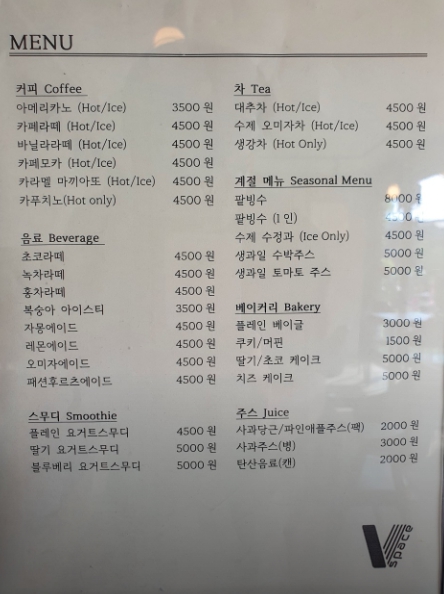 MENU
커피 Coffee
아메리카노 (Hot/Ice) 3500 원
카페라떼 (Hot/Ice) 4500 원
바닐라라떼 (Hot/Ice) 4500 원
카페모카 (Hot/Ice) 4500 원
카라멜 마끼아또 (Hot/Ice) 4500 원
카푸치노(Hot only) 4500 원
음료 Beverage
초코라떼 4500 원
녹차라떼 4500 원
홍차라떼 4500 원
복숭아 아이스티 3500 원
자몽에이드 4500 원
레몬에이드 4500 원
오미자에이드 4500 원
패션후르츠에이드 4500 원
스무디 Smoothie
플레인 요거트스무디 4500 원
딸기 요거트스무디 5000 원
블루베리 요거트스무디 5000 원
차 Tea
대추차 (Hot/Ice) 4500 원
수제 오미자차 (Hot/Ice) 4500 원
생강차 (Hot Only) 4500 원
계절 메뉴 Seasonal Menu
팥빙수 8000 원
팥빙수 (1 인) 원
수제 수정과 (Ice Only) 4500 원
생과일 수박주스 5000 원
생과일 토마토 주스 5000 원
베이커리 Bakery
플레인 베이글 3000 원
쿠키/머핀 1500 원
딸기/초코 케이크 5000 원
치즈 케이크 5000 원
주스 Juice
사과당근/파인애플주스(팩) 2000 원
사과주스(병) 3000 원
탄산음료(캔) 2000 원
V space